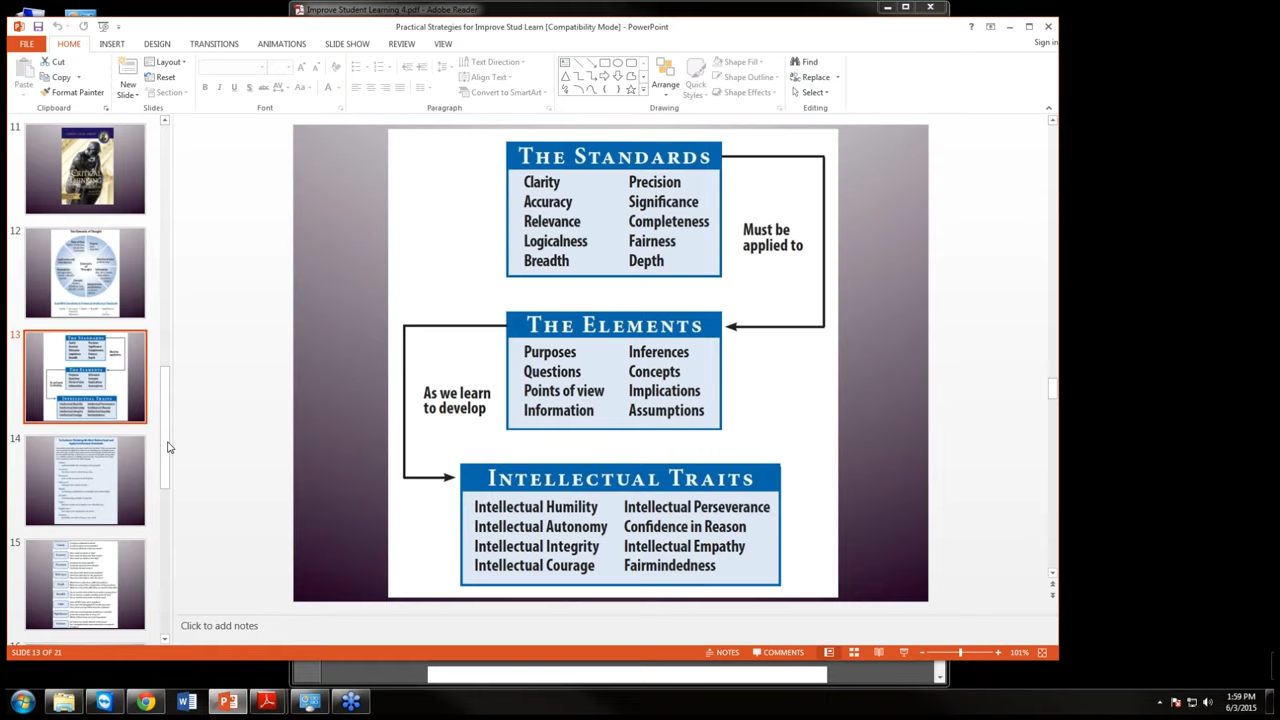 Improve Student Learning 4.pdf - Adobe Reader
Practical Strategies for Improve Stud Learn [Compatibility Mode] - PowerPoint
FILE HOME INSERT DESIGN TRANSITIONS ANIMATIONS SLIDE SHOW REVIEW VIEW Sign in
Paste
Cut
Copy
Format Painter
Clipboard
New
Slide
Layout
Reset
Section
Slides
Font
Text Direction
Align Text
Convert to SmartArt
Paragraph
Arrange
Quick
Styles
Shape Fill
Shape Outline
Shape Effects
Drawing
Find
Replace
Select
Editing
11
CRITICAL
THINKING
12
13
14
15
THE STANDARDS
Clarity Precision
Accuracy Significance
Relevance Completeness
Logicalness Fairness
Breadth Depth
Must be
applied to
THE ELEMENTS
Purposes Inferences
Questions Concepts
Points of view Implications
Information Assumptions
As we learn
to develop
INTELLECTUAL TRAITS
Intellectual Humility Intellectual Perseverance
Intellectual Autonomy Confidence in Reason
Intellectual Integrity Intellectual Empathy
Intellectual Courage Fairmindedness
Click to add notes
SLIDE 13 OF 21 NOTES COMMENTS 101%
1:59 PM
6/3/2015